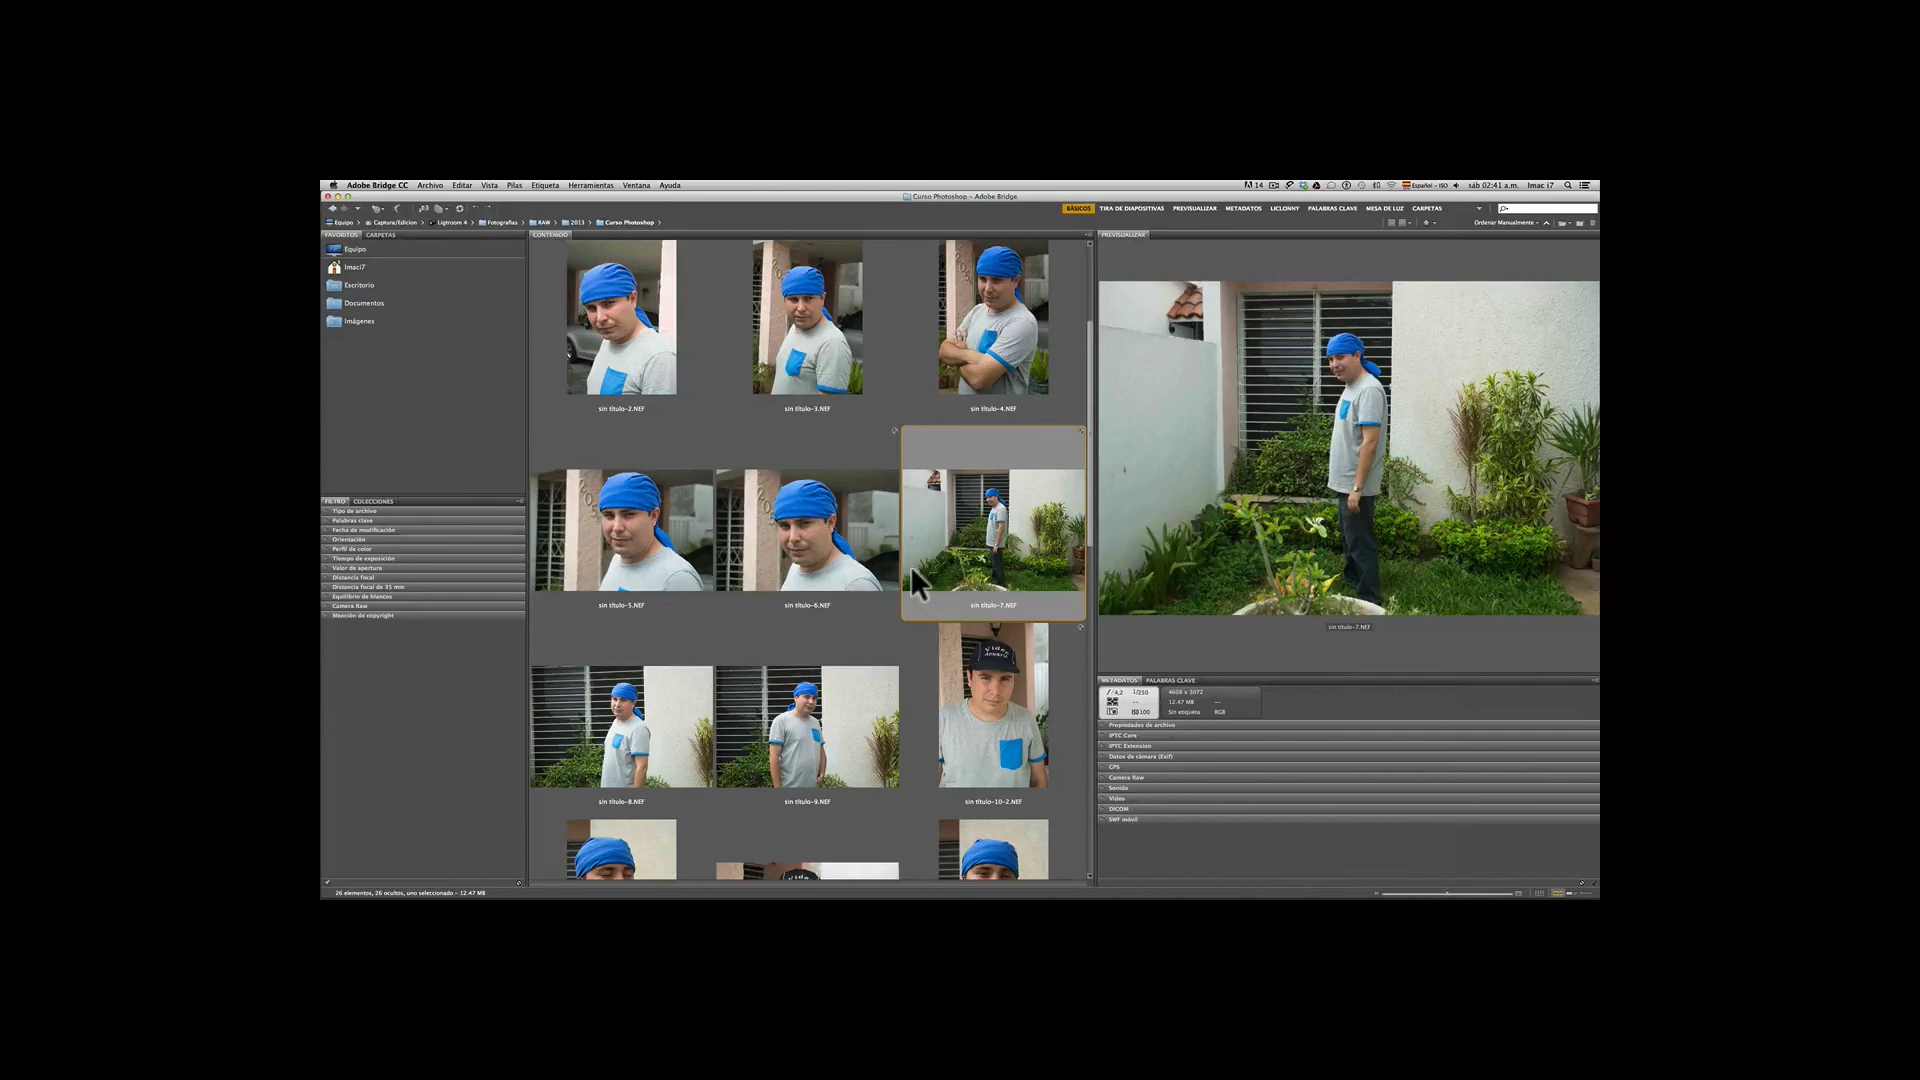 Adobe Bridge CC Archivo Editar Vista Pilas Etiqueta Herramientas Ventana Ayuda
14 Español - ISO sáb 02:41 a.m. Imac i7
Curso Photoshop – Adobe Bridge
BÁSICOS TIRA DE DIAPOSITIVAS PREVISUALIZAR METADATOS LICLONNY PALABRAS CLAVE MESA DE LUZ CARPETAS
Equipo Captura/Edicion Ligtroom 4 Fotografías RAW 2013 Curso Photoshop
Ordenar Manualmente
FAVORITOS CARPETAS
Equipo
Imaci7
Escritorio
Documentos
Imágenes
FILTRO COLECCIONES
Tipo de archivo
Palabras clave
Fecha de modificación
Orientación
Perfil de color
Tiempo de exposición
Valor de apertura
Distancia focal
Distancia focal de 35 mm
Equilibrio de blancos
Camera Raw
Mención de copyright
CONTENIDO
sin título-2.NEF
sin título-3.NEF
sin título-4.NEF
sin título-5.NEF
sin título-6.NEF
sin título-7.NEF
sin título-8.NEF
sin título-9.NEF
sin título-10-2.NEF
PREVISUALIZAR
sin título-7.NEF
METADATOS PALABRAS CLAVE
f/4,2 1/250
--
ISO 100
4608 x 3072
12.47 MB ---
Sin etiqueta RGB
Propiedades de archivo
IPTC Core
IPTC Extension
Datos de cámara (Exif)
GPS
Camera Raw
Sonido
Vídeo
DICOM
SWF móvil
26 elementos, 26 ocultos, uno seleccionado – 12.47 MB